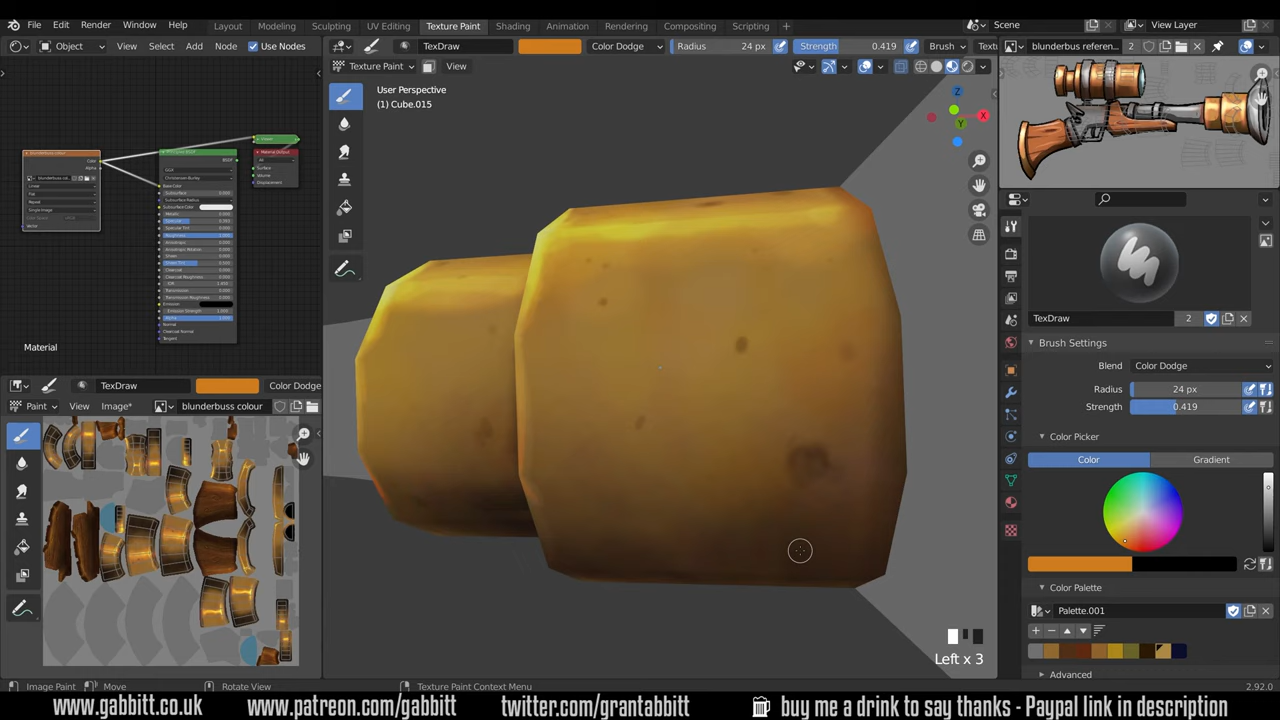 File Edit Render Window Help Layout Modeling Sculpting UV Editing Texture Paint Shading Animation Rendering Compositing Scripting + Scene View Layer
Object View Select Add Node Use Nodes TexDraw Color Dodge Radius 24 px Strength 0.419 Brush blunderbus referen... 2
Texture Paint View
User Perspective
(1) Cube.015
Z
X
Y
Material
TexDraw 2
Brush Settings
Blend Color Dodge
Radius 24 px
Strength 0.419
TexDraw Color Dodge
Paint View Image* blunderbuss colour
Color Picker
Color Gradient
Color Palette
Palette.001
Left x 3
Advanced
Image Paint Move Rotate View Texture Paint Context Menu 2.92.0
www.gabbitt.co.uk www.patreon.com/gabbitt twitter.com/grantabbitt buy me a drink to say thanks - Paypal link in description